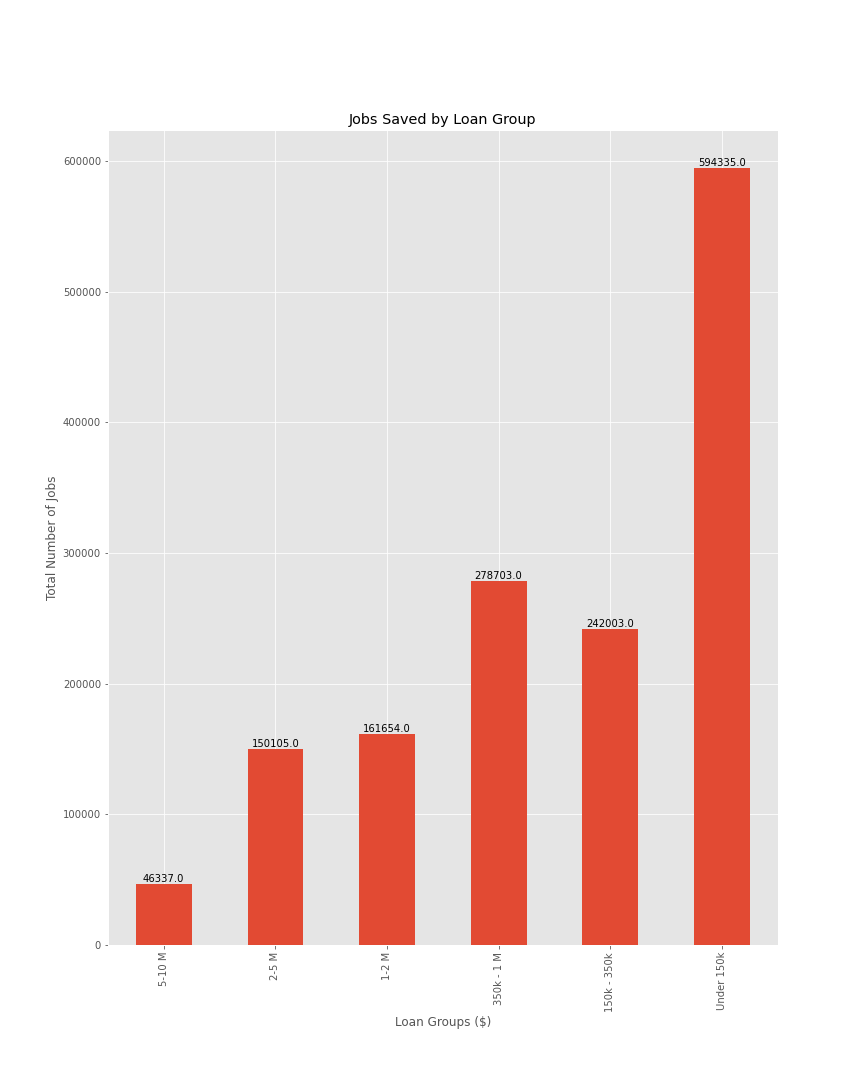 Jobs Saved by Loan Group
600000
500000
400000
300000
200000
100000
0
Total Number of Jobs
46337.0
150105.0
161654.0
278703.0
242003.0
594335.0
5-10 M
2-5 M
1-2 M
350k - 1 M
150k - 350k
Under 150k
Loan Groups ($)